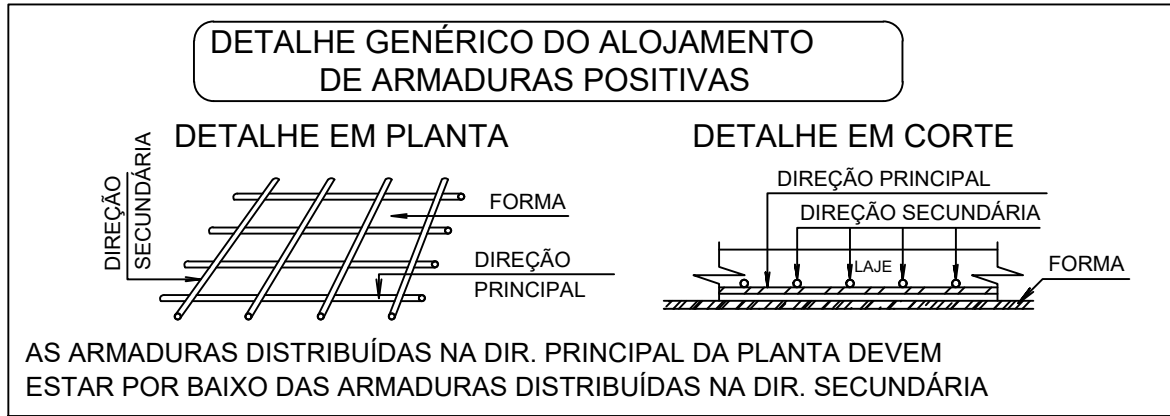 DETALHE GENÉRICO DO ALOJAMENTO
DE ARMADURAS POSITIVAS
DETALHE EM PLANTA
DIREÇÃO
SECUNDÁRIA
FORMA
DIREÇÃO
PRINCIPAL
DETALHE EM CORTE
DIREÇÃO PRINCIPAL
DIREÇÃO SECUNDÁRIA
LAJE
FORMA
AS ARMADURAS DISTRIBUÍDAS NA DIR. PRINCIPAL DA PLANTA DEVEM
ESTAR POR BAIXO DAS ARMADURAS DISTRIBUÍDAS NA DIR. SECUNDÁRIA